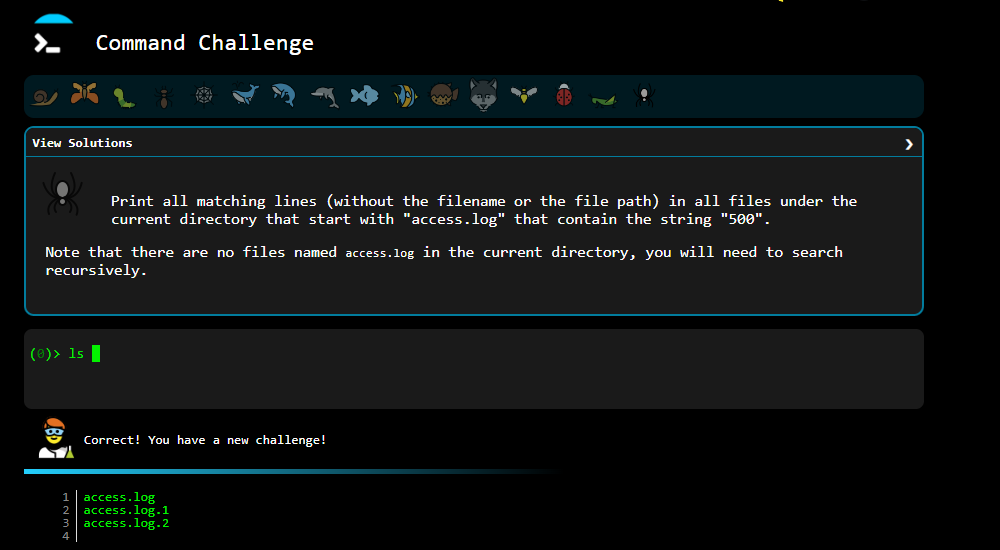 Command Challenge
View Solutions
Print all matching lines (without the filename or the file path) in all files under the
current directory that start with "access.log" that contain the string "500".
Note that there are no files named access.log in the current directory, you will need to search
recursively.
(0)> ls
Correct! You have a new challenge!
1 access.log
2 access.log.1
3 access.log.2
4